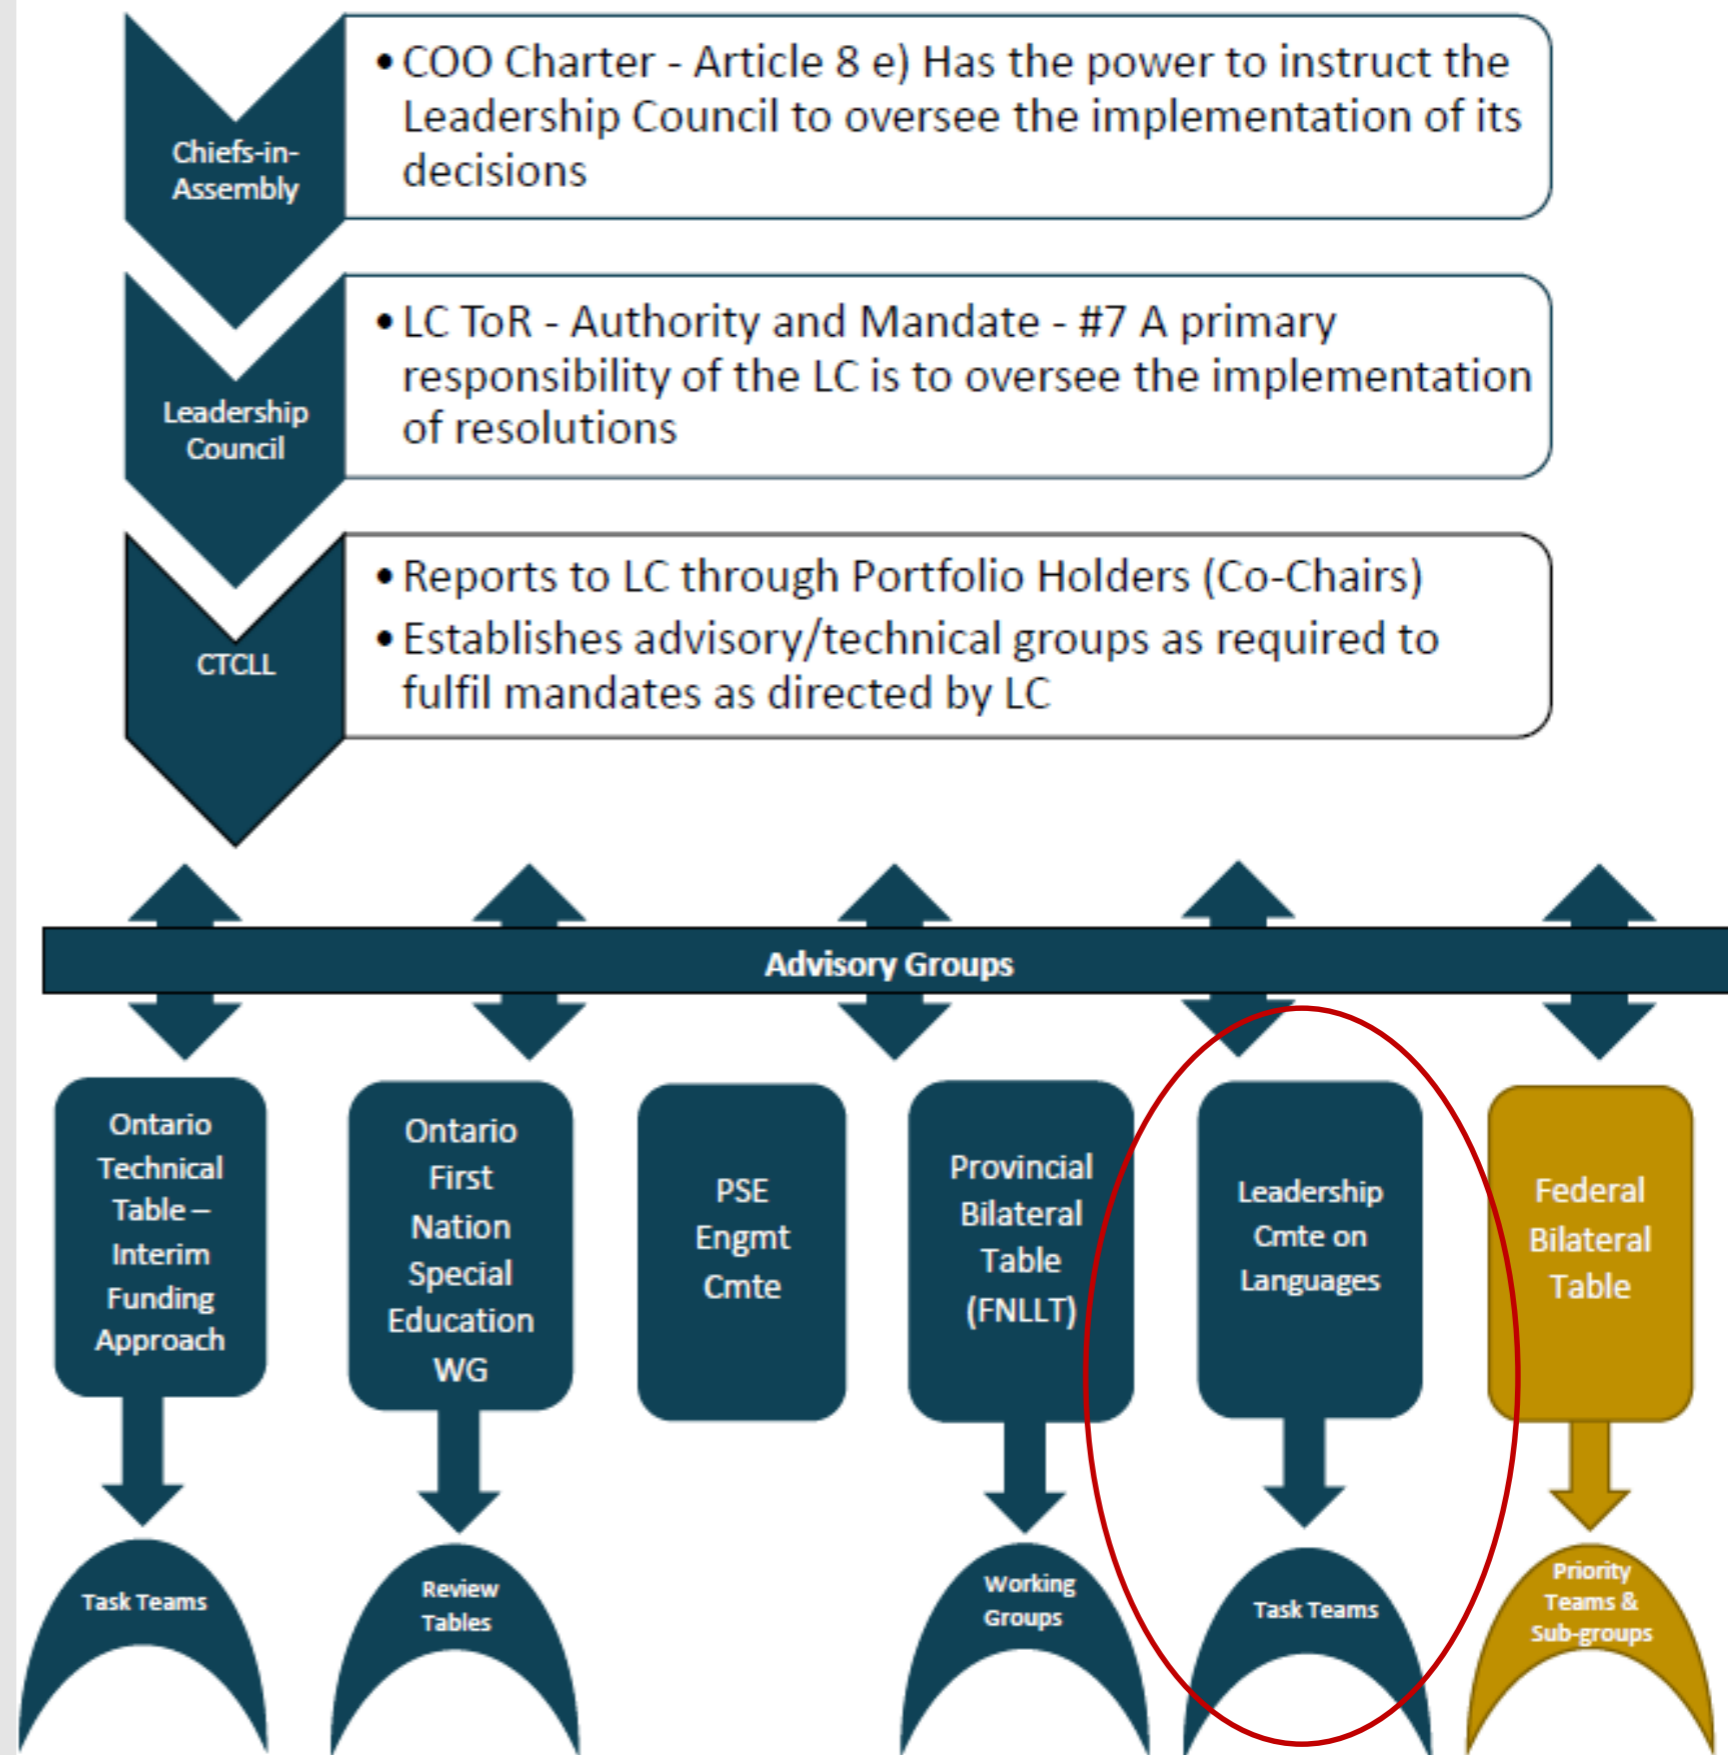 Chiefs-in-
Assembly
• COO Charter - Article 8 e) Has the power to instruct the
Leadership Council to oversee the implementation of its
decisions
Leadership
Council
• LC ToR - Authority and Mandate - #7 A primary
responsibility of the LC is to oversee the implementation
of resolutions
CTCLL
• Reports to LC through Portfolio Holders (Co-Chairs)
• Establishes advisory/technical groups as required to
fulfil mandates as directed by LC
Advisory Groups
Ontario
Technical
Table –
Interim
Funding
Approach
Ontario
First
Nation
Special
Education
WG
PSE
Engmt
Cmte
Provincial
Bilateral
Table
(FNLLT)
Leadership
Cmte on
Languages
Federal
Bilateral
Table
Task Teams
Review
Tables
Working
Groups
Task Teams
Priority
Teams &
Sub-groups